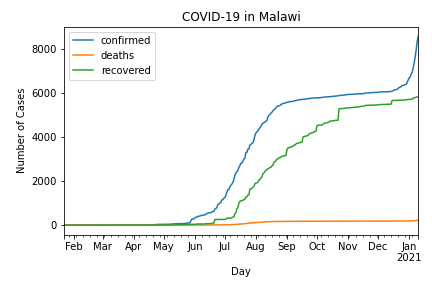 COVID-19 in Malawi
confirmed
deaths
recovered
Number of Cases
8000
6000
4000
2000
0
Feb Mar Apr May Jun Jul Aug Sep Oct Nov Dec Jan
2021
Day